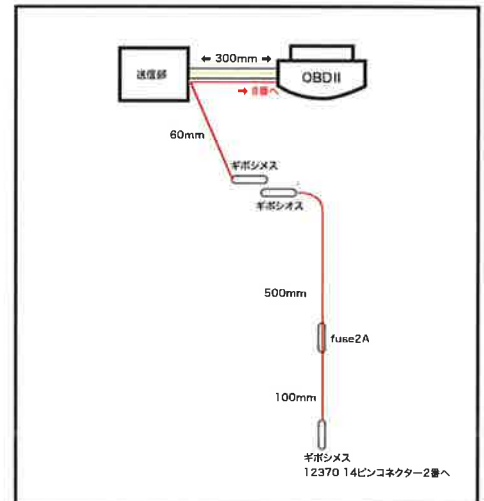 送信部
← 300mm →
OBDII
→ 8番へ
60mm
ギボシメス
ギボシオス
500mm
fuse2A
100mm
ギボシメス
12370 14ピンコネクター2番へ